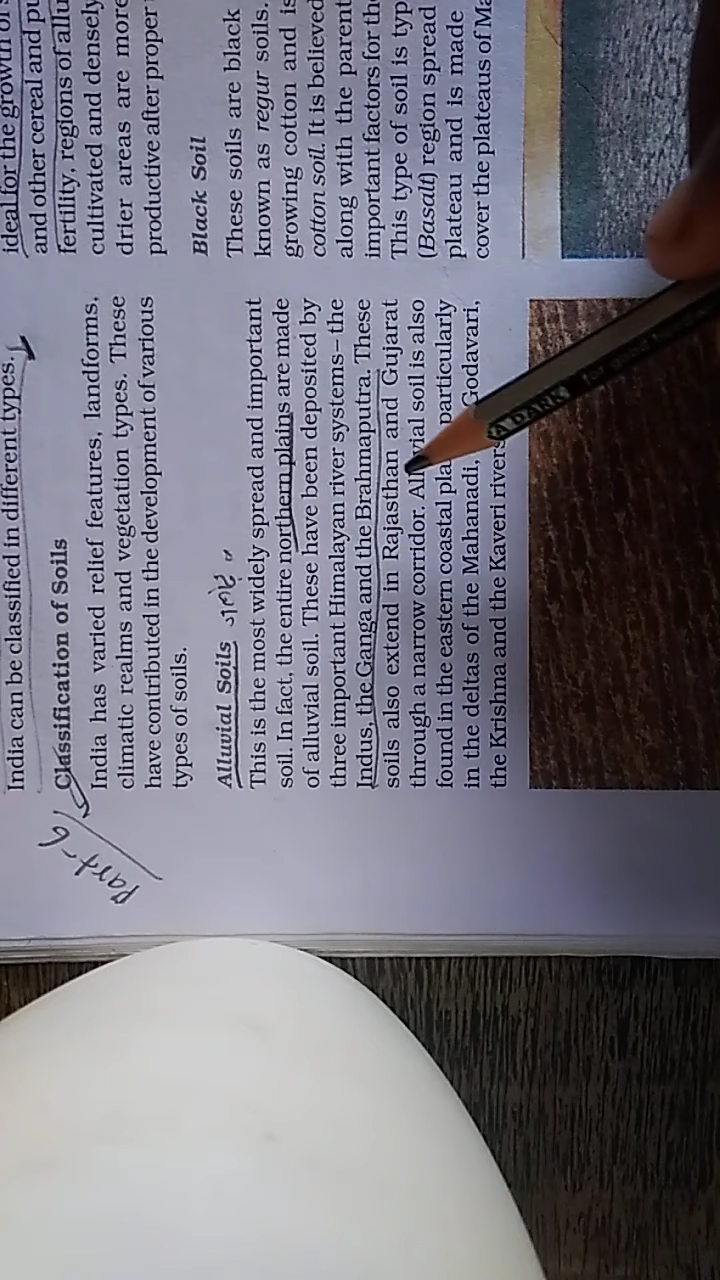 India can be classified in different types.
Part-6
Classification of Soils
India has varied relief features, landforms,
climatic realms and vegetation types. These
have contributed in the development of various
types of soils.
Alluvial Soils
This is the most widely spread and important
soil. In fact, the entire northern plains are made
of alluvial soil. These have been deposited by
three important Himalayan river systems– the
Indus, the Ganga and the Brahmaputra. These
soils also extend in Rajasthan and Gujarat
through a narrow corridor. Alluvial soil is also
found in the eastern coastal particularly
in the deltas of the Mahanadi, Godavari,
the Krishna and the Kaveri rivers
ideal for the growth of
and other cereal and
fertility, regions of
cultivated and densely
drier areas are more
productive after proper
Black Soil
These soils are black
known as regur soils.
growing cotton and is
cotton soil. It is believed
along with the parent
important factors for the
This type of soil is
(Basalt) region spread
plateau and is made
cover the plateaus of
A DARK